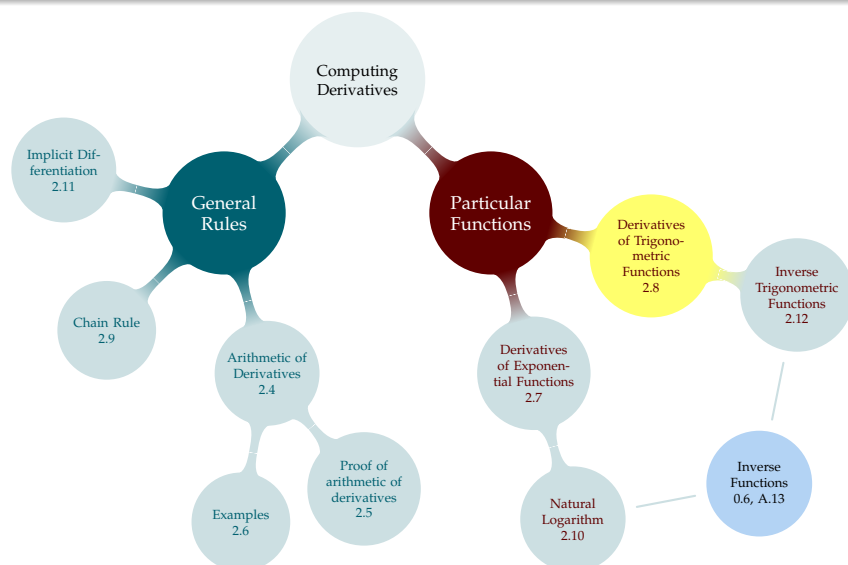 Computing
Derivatives
Implicit Dif-
ferentiation
2.11
General
Rules
Particular
Functions
Derivatives
of Trigono-
metric
Functions
2.8
Inverse
Trigonometric
Functions
2.12
Chain Rule
2.9
Arithmetic of
Derivatives
2.4
Derivatives
of Exponen-
tial Functions
2.7
Proof of
arithmetic of
derivatives
2.5
Examples
2.6
Natural
Logarithm
2.10
Inverse
Functions
0.6, A.13